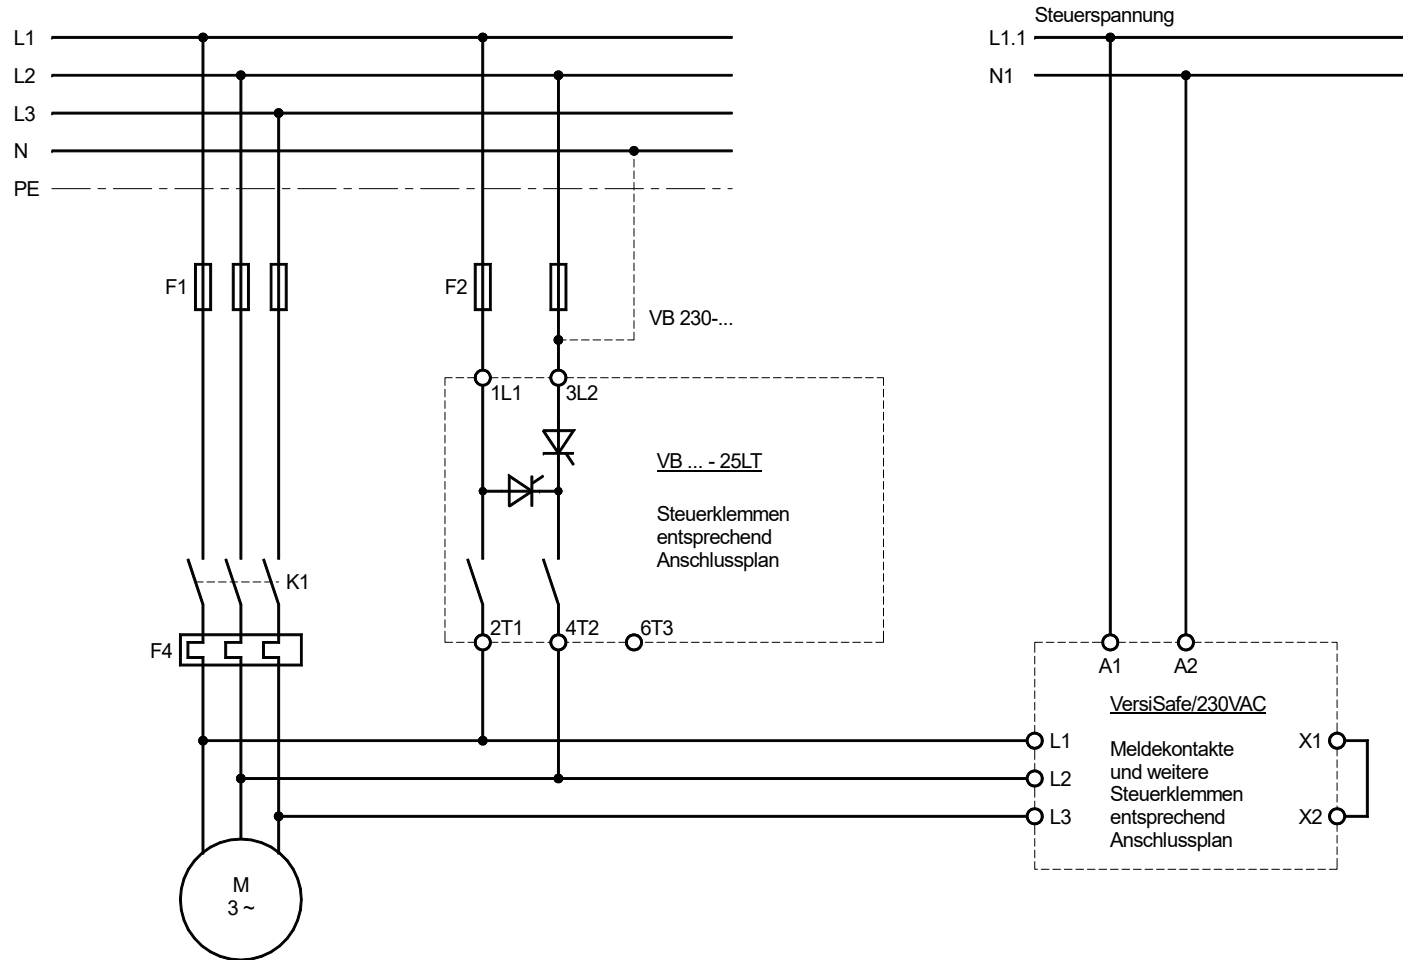 Steuerspannung
L1
L1.1
L2
N1
L3
N
PE
F1
F2
VB 230-...
1L1
3L2
VB ... - 25LT
Steuerklemmen
entsprechend
Anschlussplan
K1
2T1
4T2
6T3
F4
A1
A2
VersiSafe/230VAC
L1
X1
Meldekontakte
und weitere
Steuerklemmen
entsprechend
Anschlussplan
L2
L3
X2
M
3 ~